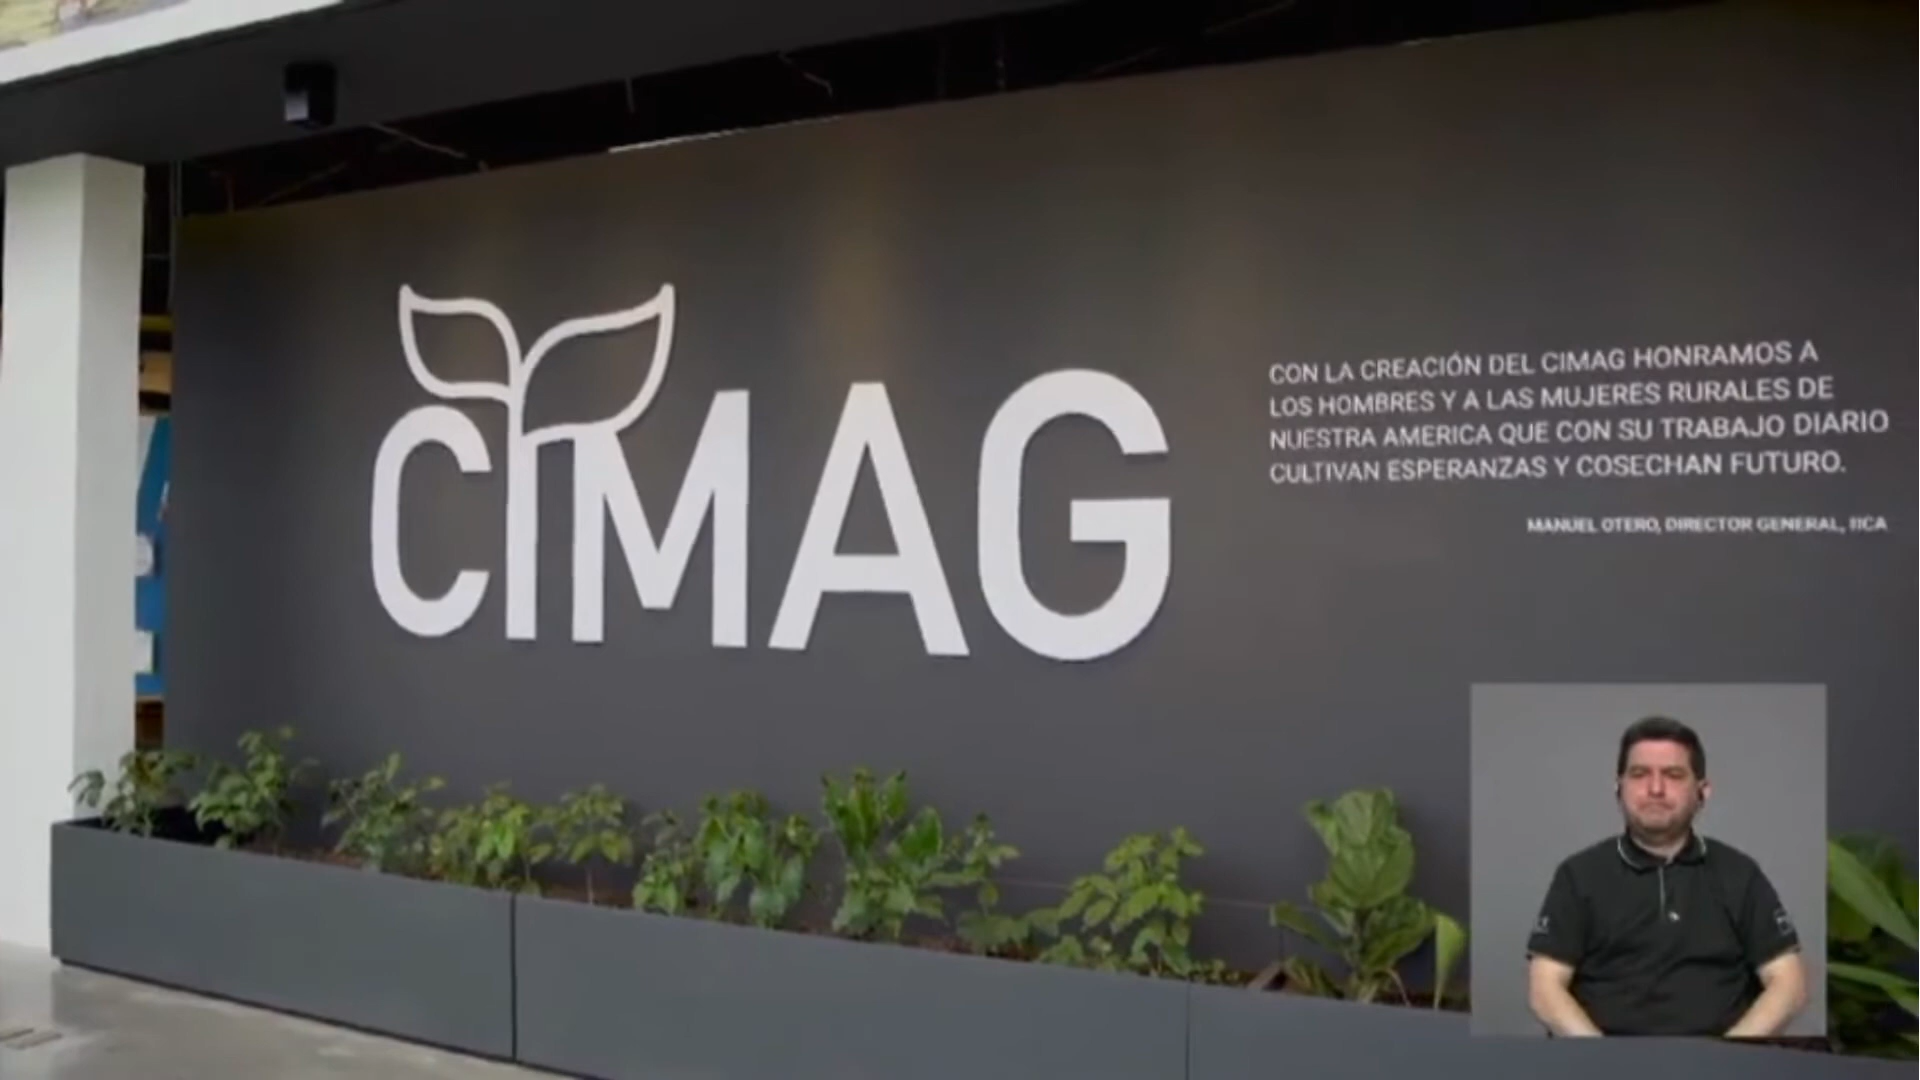 CIMAG
CON LA CREACIÓN DEL CIMAG HONRAMOS A
LOS HOMBRES Y A LAS MUJERES RURALES DE
NUESTRA AMERICA QUE CON SU TRABAJO DIARIO
CULTIVAN ESPERANZAS Y COSECHAN FUTURO.
MANUEL OTERO, DIRECTOR GENERAL, IICA